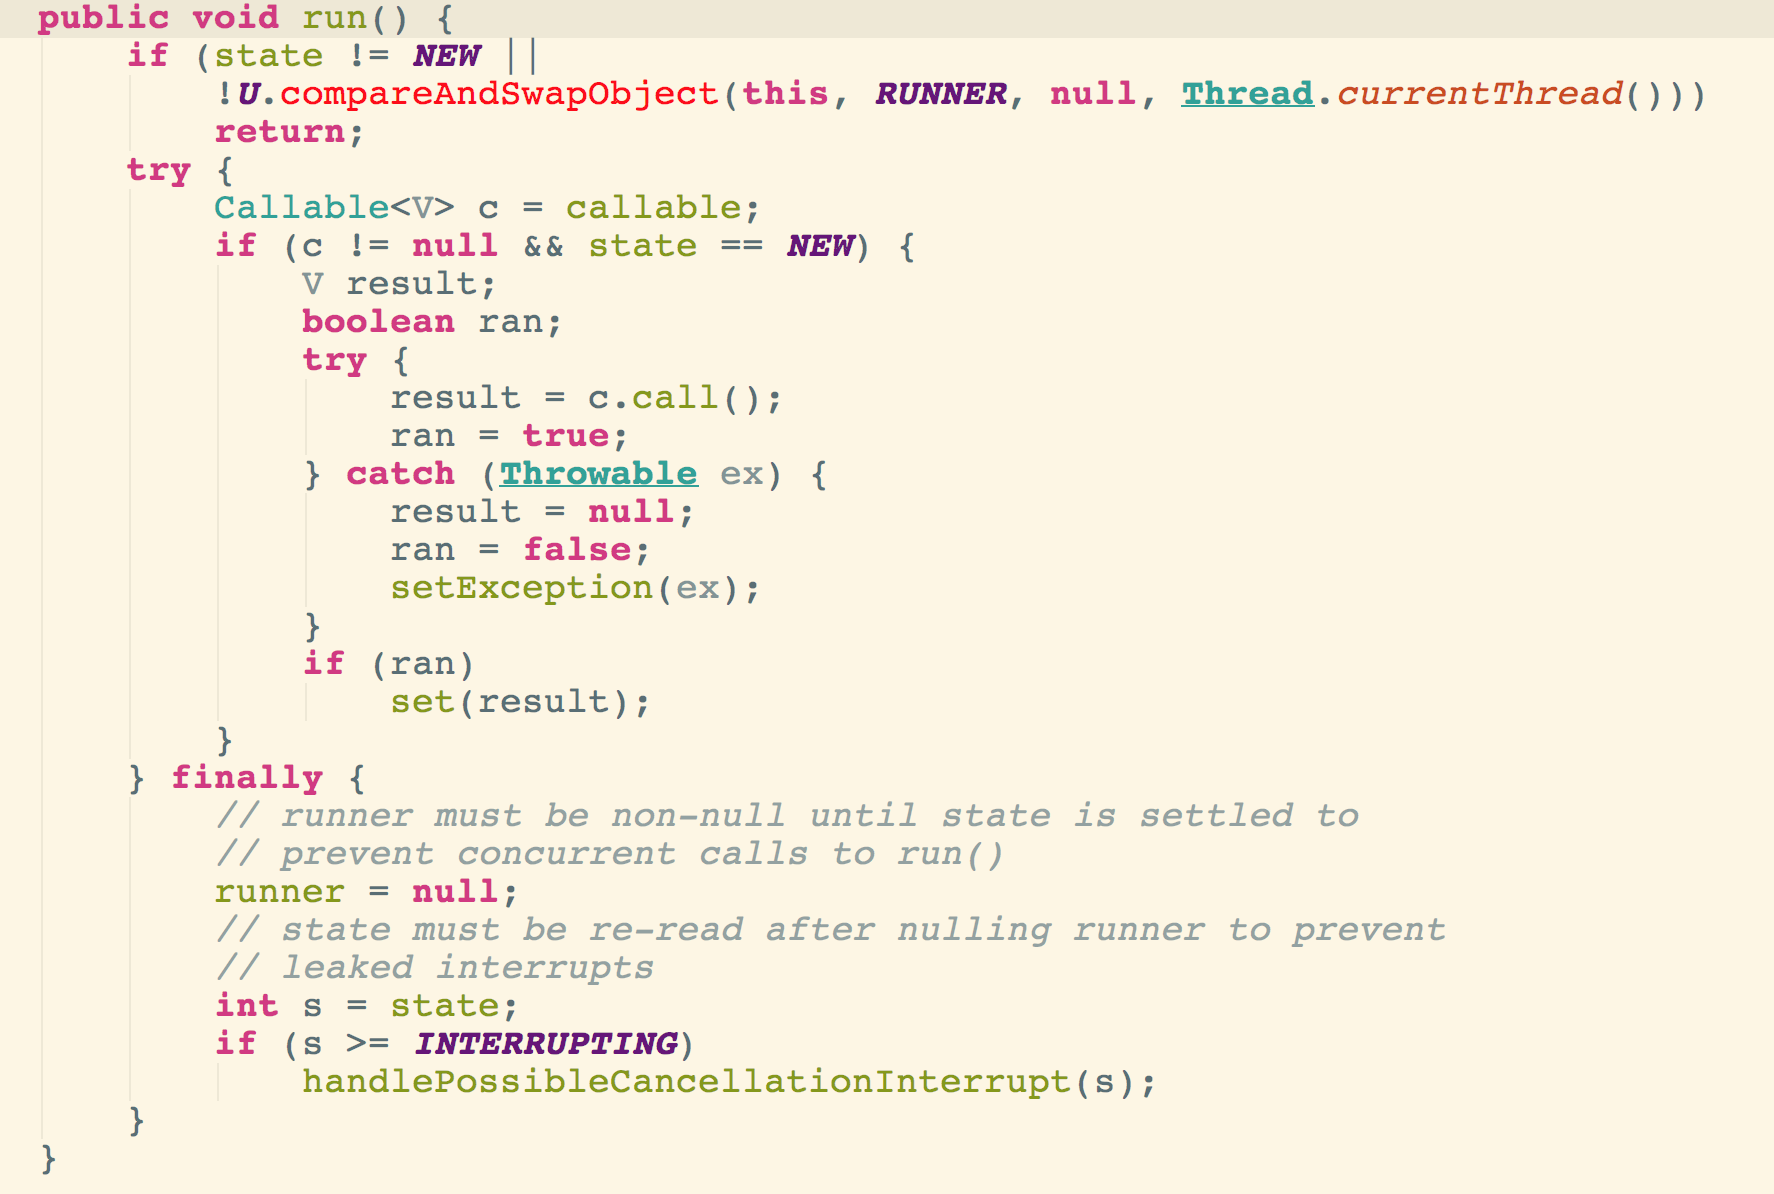 public void run() {
    if (state != NEW ||
        !U.compareAndSwapObject(this, RUNNER, null, Thread.currentThread()))
        return;
    try {
        Callable<V> c = callable;
        if (c != null && state == NEW) {
            V result;
            boolean ran;
            try {
                result = c.call();
                ran = true;
            } catch (Throwable ex) {
                result = null;
                ran = false;
                setException(ex);
            }
            if (ran)
                set(result);
        }
    } finally {
        // runner must be non-null until state is settled to
        // prevent concurrent calls to run()
        runner = null;
        // state must be re-read after nulling runner to prevent
        // leaked interrupts
        int s = state;
        if (s >= INTERRUPTING)
            handlePossibleCancellationInterrupt(s);
    }
}